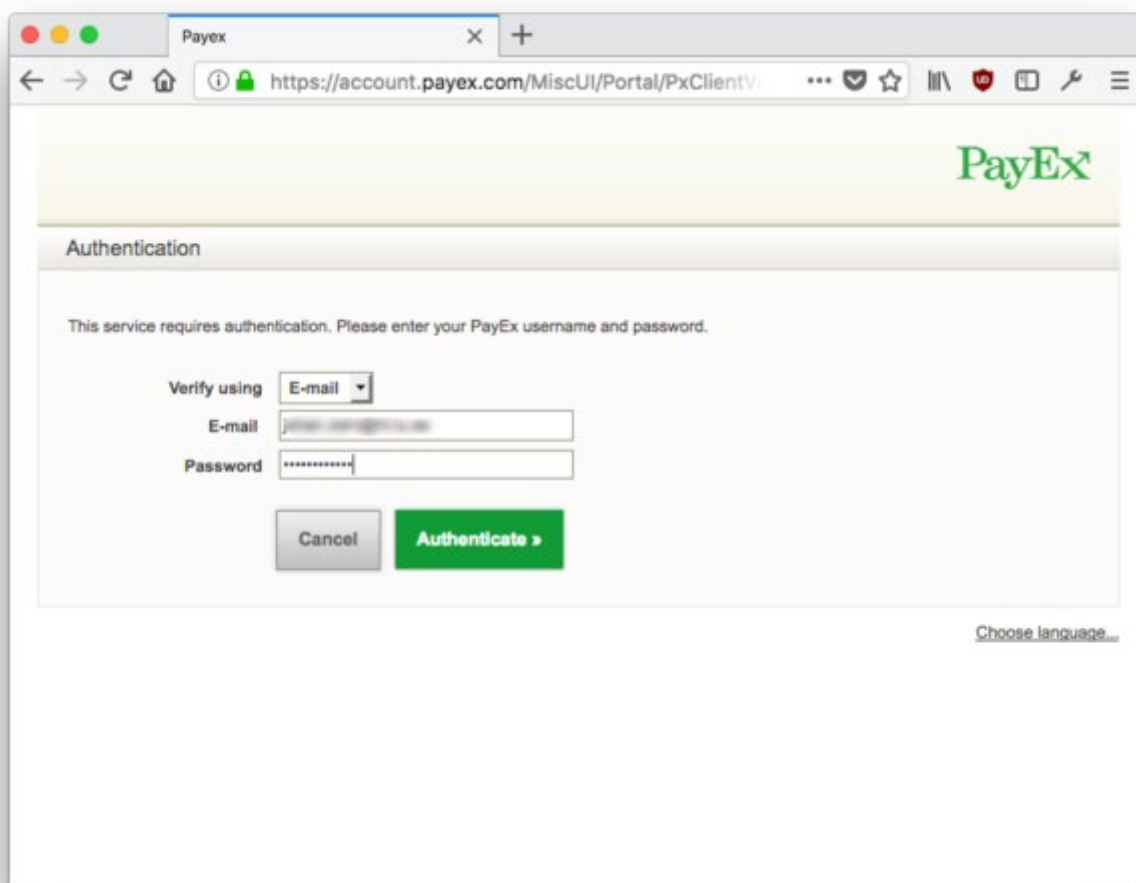 Payex
https://account.payex.com/MiscUI/Portal/PxClientV
PayEx
Authentication
This service requires authentication. Please enter your PayEx username and password.
Verify using E-mail
E-mail
Password ••••••••••••
Cancel Authenticate »
Choose language...